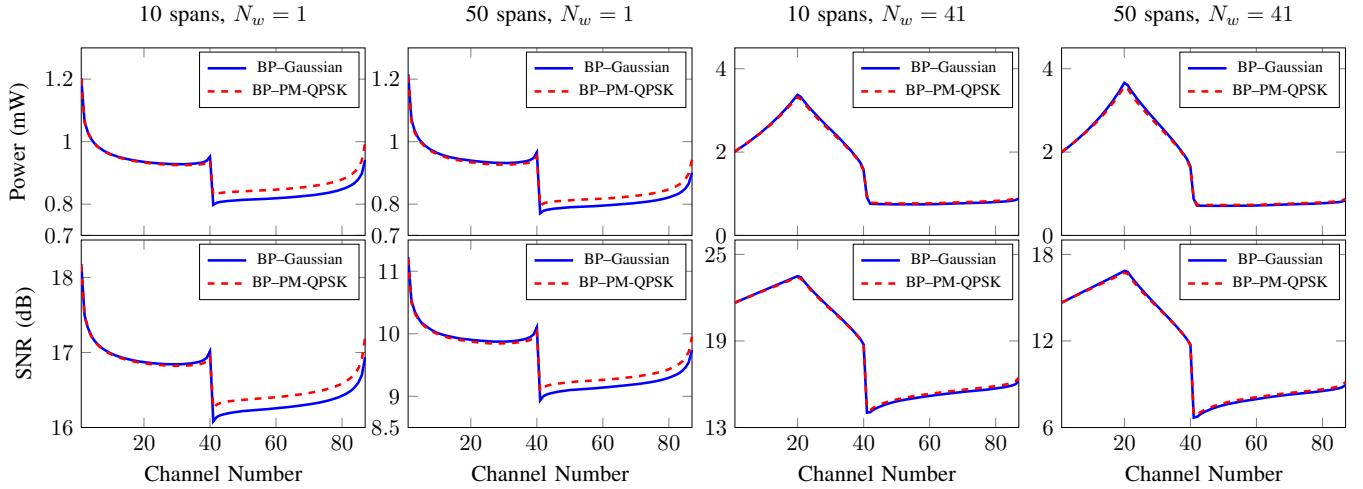 10 spans, N_w = 1
50 spans, N_w = 1
10 spans, N_w = 41
50 spans, N_w = 41
Power (mW)
1.2
1
0.8
0.7
BP–Gaussian
BP–PM-QPSK
1.2
1
0.8
0.7
BP–Gaussian
BP–PM-QPSK
4
2
0
BP–Gaussian
BP–PM-QPSK
4
2
0
BP–Gaussian
BP–PM-QPSK
SNR (dB)
18
17
16
BP–Gaussian
BP–PM-QPSK
20 40 60 80
Channel Number
11
10
9
8.5
BP–Gaussian
BP–PM-QPSK
20 40 60 80
Channel Number
25
19
13
BP–Gaussian
BP–PM-QPSK
20 40 60 80
Channel Number
18
12
6
BP–Gaussian
BP–PM-QPSK
20 40 60 80
Channel Number